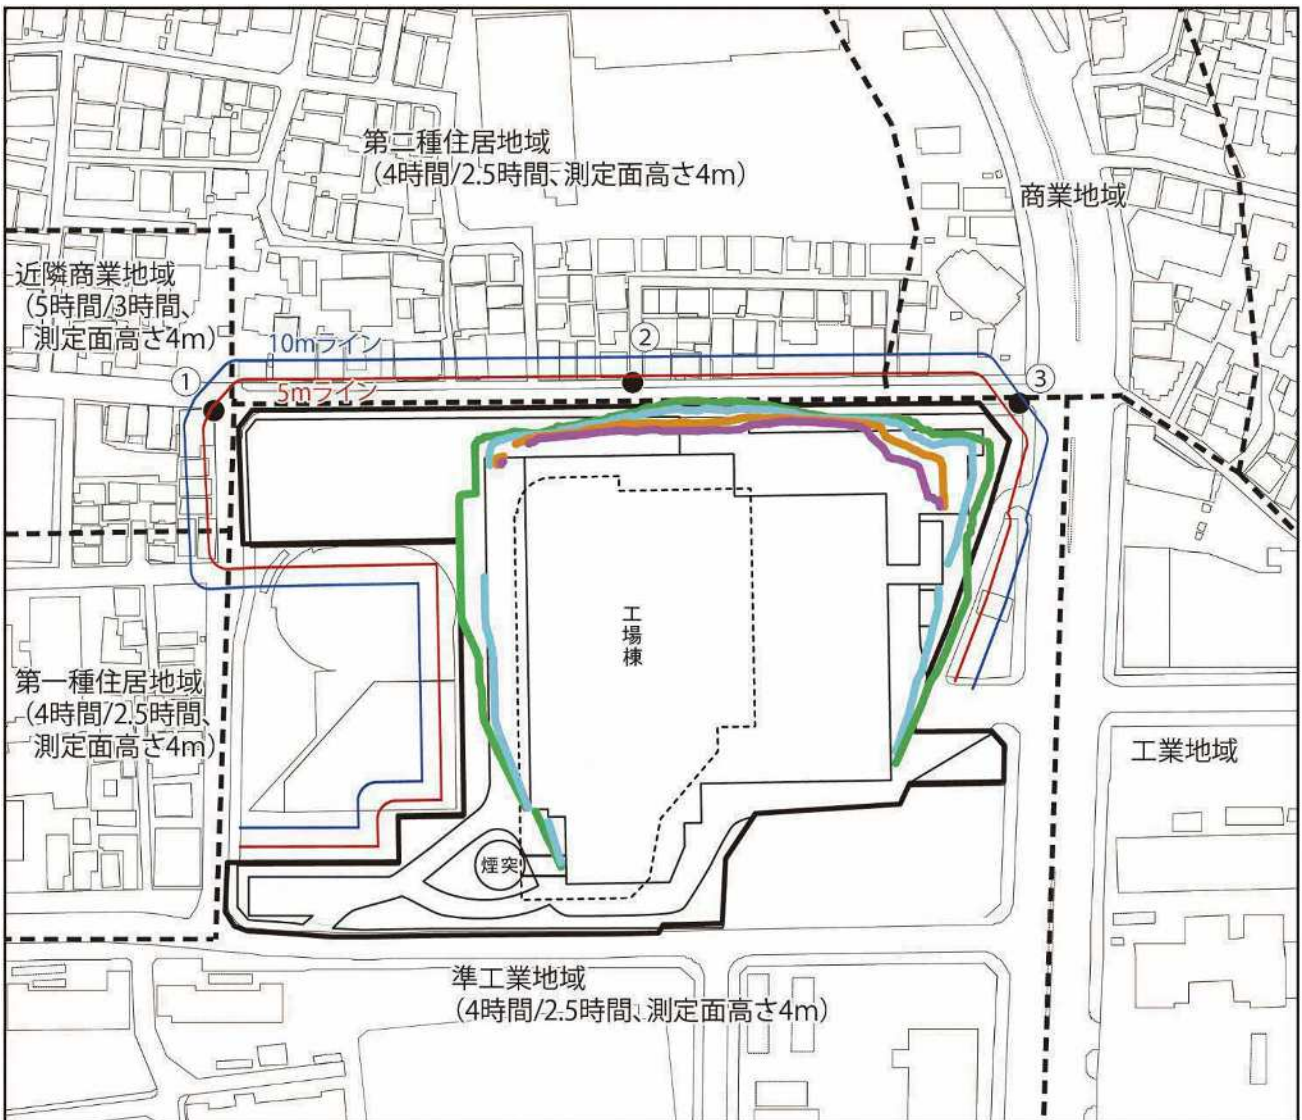 第二種住居地域
（4時間/2.5時間、測定面高さ4m）
商業地域
近隣商業地域
（5時間/3時間、
測定面高さ4m）
10mライン
②
①
5mライン
③
工場棟
第一種住居地域
（4時間/2.5時間、
測定面高さ4m）
工業地域
煙突
準工業地域
（4時間/2.5時間、測定面高さ4m）